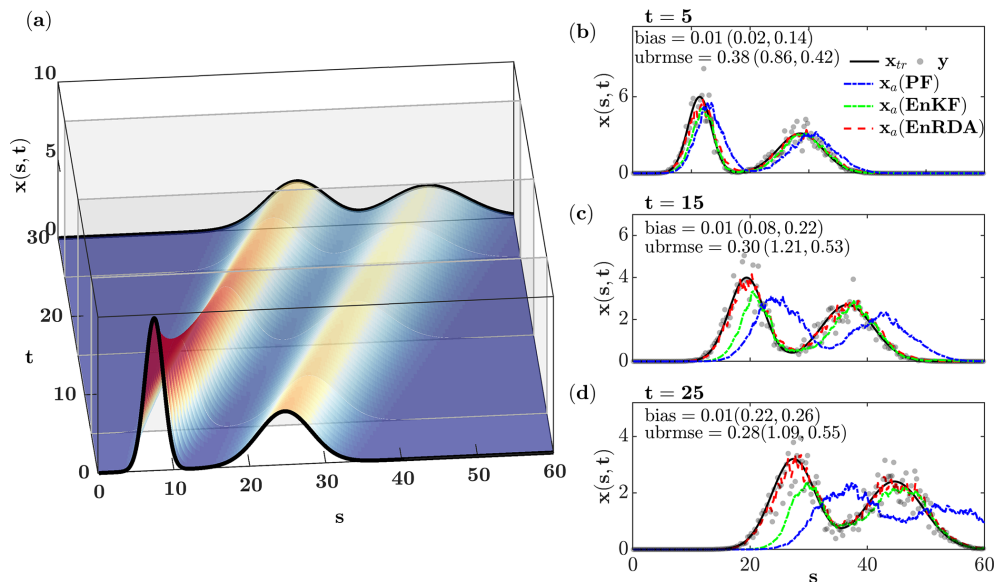 (a)
10
5
0
x(s, t)
30
20
10
0
t
0
10
20
30
40
50
60
s
(b)
t = 5
bias = 0.01 (0.02, 0.14)
ubrmse = 0.38 (0.86, 0.42)
x_tr y
x_a(PF)
x_a(EnKF)
x_a(EnRDA)
6
0
x(s, t)
(c)
t = 15
bias = 0.01 (0.08, 0.22)
ubrmse = 0.30 (1.21, 0.53)
6
4
2
0
x(s, t)
(d)
t = 25
bias = 0.01(0.22, 0.26)
ubrmse = 0.28(1.09, 0.55)
4
2
0
x(s, t)
0
20
40
60
s